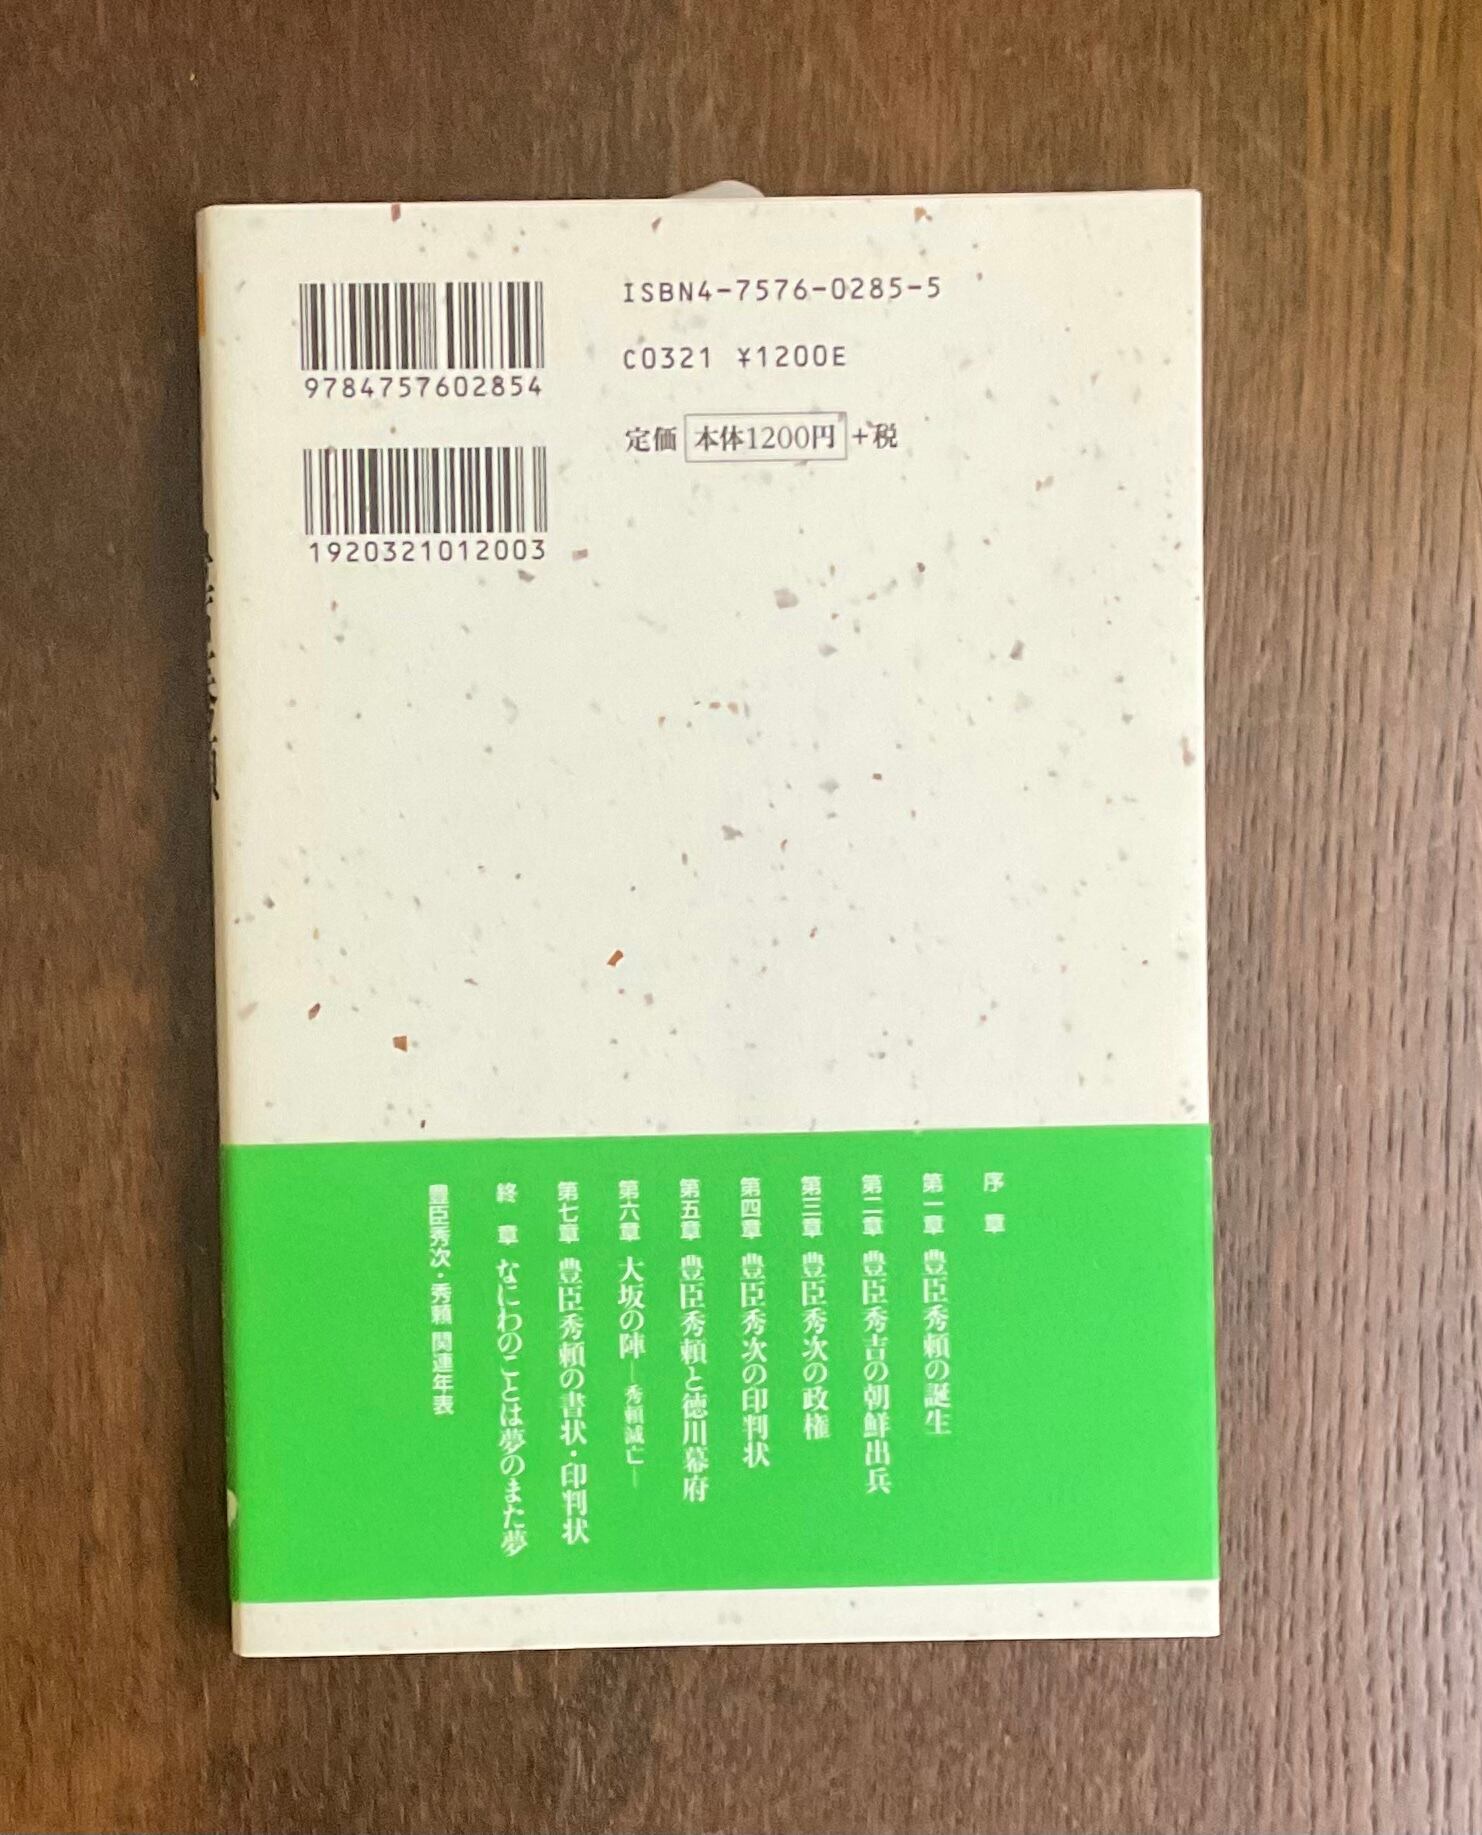 ISBN4-7576-0285-5
C0321 ¥1200E
定価 本体1200円 +税
9784757602854
1920321012003
序章
第一章 豊臣秀頼の誕生
第二章 豊臣秀吉の朝鮮出兵
第三章 豊臣秀次の政権
第四章 豊臣秀次の印判状
第五章 豊臣秀頼と徳川幕府
第六章 大坂の陣―秀頼滅亡―
第七章 豊臣秀頼の書状・印判状
終章 なにわのことは夢のまた夢
豊臣秀次・秀頼 関連年表